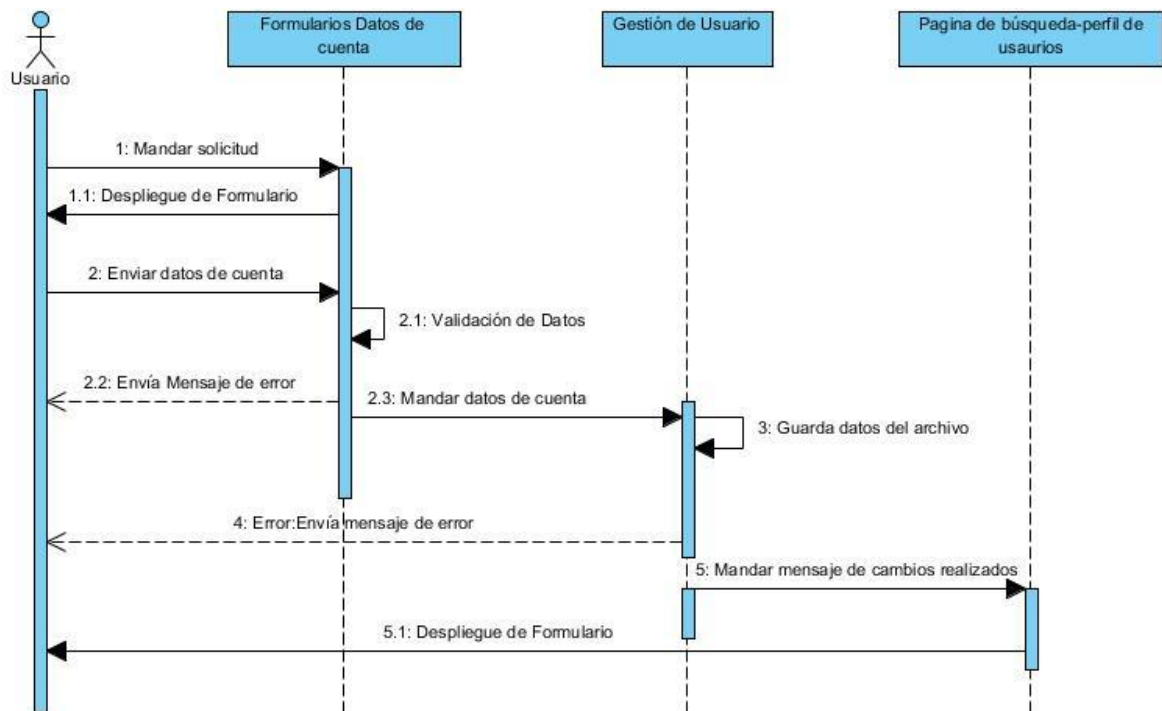 Formularios Datos de
cuenta
Gestión de Usuario
Pagina de búsqueda-perfil de
usaurios
Usuario
1: Mandar solicitud
1.1: Despliegue de Formulario
2: Enviar datos de cuenta
2.1: Validación de Datos
2.2: Envía Mensaje de error
2.3: Mandar datos de cuenta
3: Guarda datos del archivo
4: Error:Envía mensaje de error
5: Mandar mensaje de cambios realizados
5.1: Despliegue de Formulario